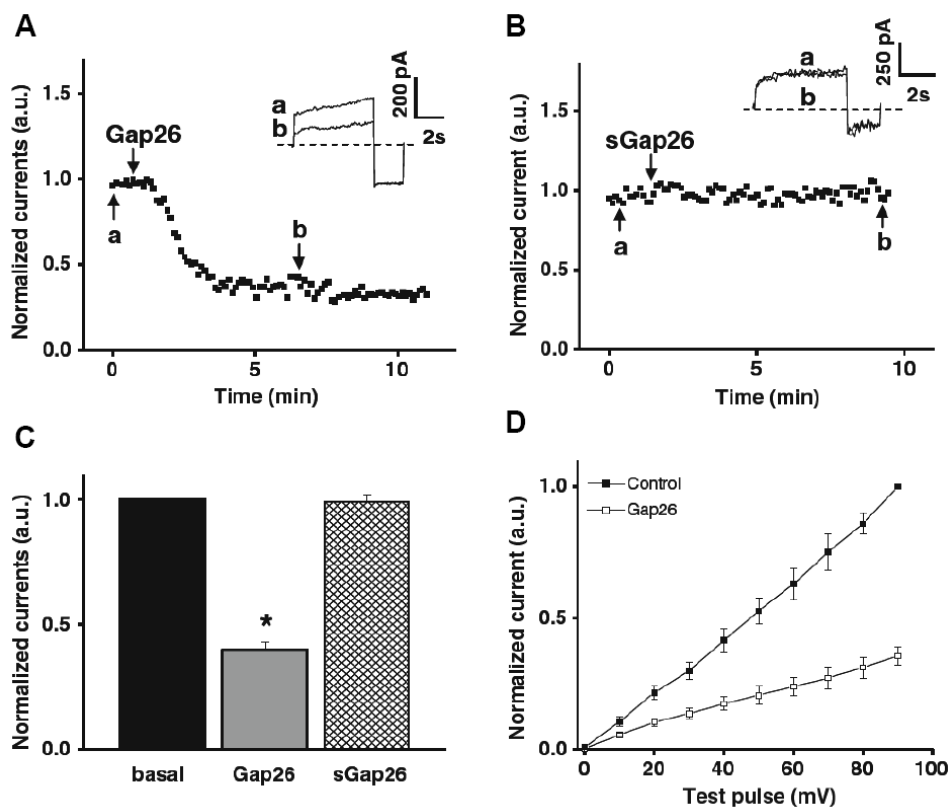 A
Normalized currents (a.u.)
1.5
1.0
0.5
0.0
Gap26
a
b
a
b
200 pA
2s
0
5
10
Time (min)
B
Normalized current (a.u.)
1.5
1.0
0.5
0.0
sGap26
a
b
a
b
250 pA
2s
0
5
10
Time (min)
C
Normalized currents (a.u.)
1.0
0.5
0.0
*
basal
Gap26
sGap26
D
Normalized current (a.u.)
1.0
0.5
0.0
Control
Gap26
0
20
40
60
80
100
Test pulse (mV)